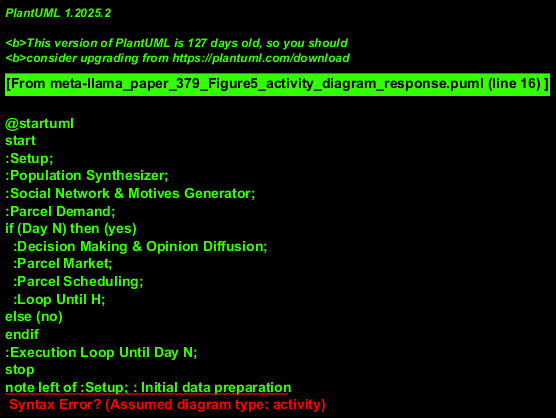 PlantUML 1.2025.2
<b>This version of PlantUML is 127 days old, so you should
<b>consider upgrading from https://plantuml.com/download
[From meta-llama_paper_379_Figure5_activity_diagram_response.puml (line 16) ]
@startuml
start
:Setup;
:Population Synthesizer;
:Social Network & Motives Generator;
:Parcel Demand;
if (Day N) then (yes)
  :Decision Making & Opinion Diffusion;
  :Parcel Market;
  :Parcel Scheduling;
  :Loop Until H;
else (no)
endif
:Execution Loop Until Day N;
stop
note left of :Setup; : Initial data preparation
Syntax Error? (Assumed diagram type: activity)